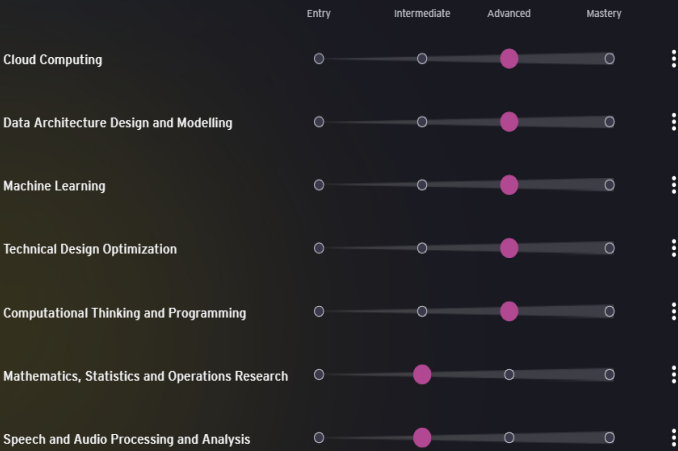 Entry Intermediate Advanced Mastery
Cloud Computing
Data Architecture Design and Modelling
Machine Learning
Technical Design Optimization
Computational Thinking and Programming
Mathematics, Statistics and Operations Research
Speech and Audio Processing and Analysis